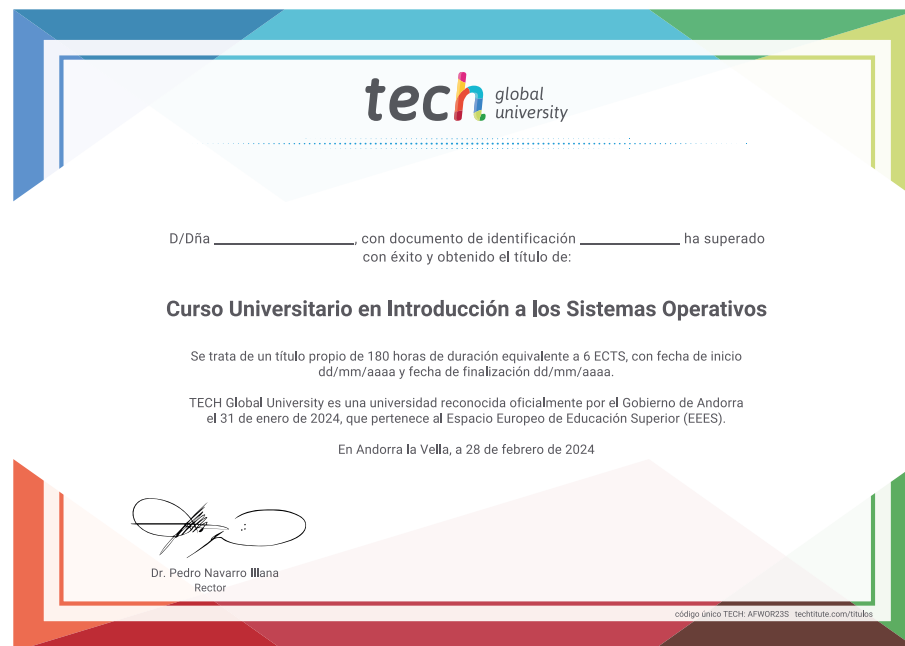 tech global university
D/Dña ____________, con documento de identificación ____________ ha superado
con éxito y obtenido el título de:
Curso Universitario en Introducción a los Sistemas Operativos
Se trata de un título propio de 180 horas de duración equivalente a 6 ECTS, con fecha de inicio
dd/mm/aaaa y fecha de finalización dd/mm/aaaa.
TECH Global University es una universidad reconocida oficialmente por el Gobierno de Andorra
el 31 de enero de 2024, que pertenece al Espacio Europeo de Educación Superior (EEES).
En Andorra la Vella, a 28 de febrero de 2024
Dr. Pedro Navarro Illana
Rector
código único TECH: AFWOR23S techtitute.com/titulos